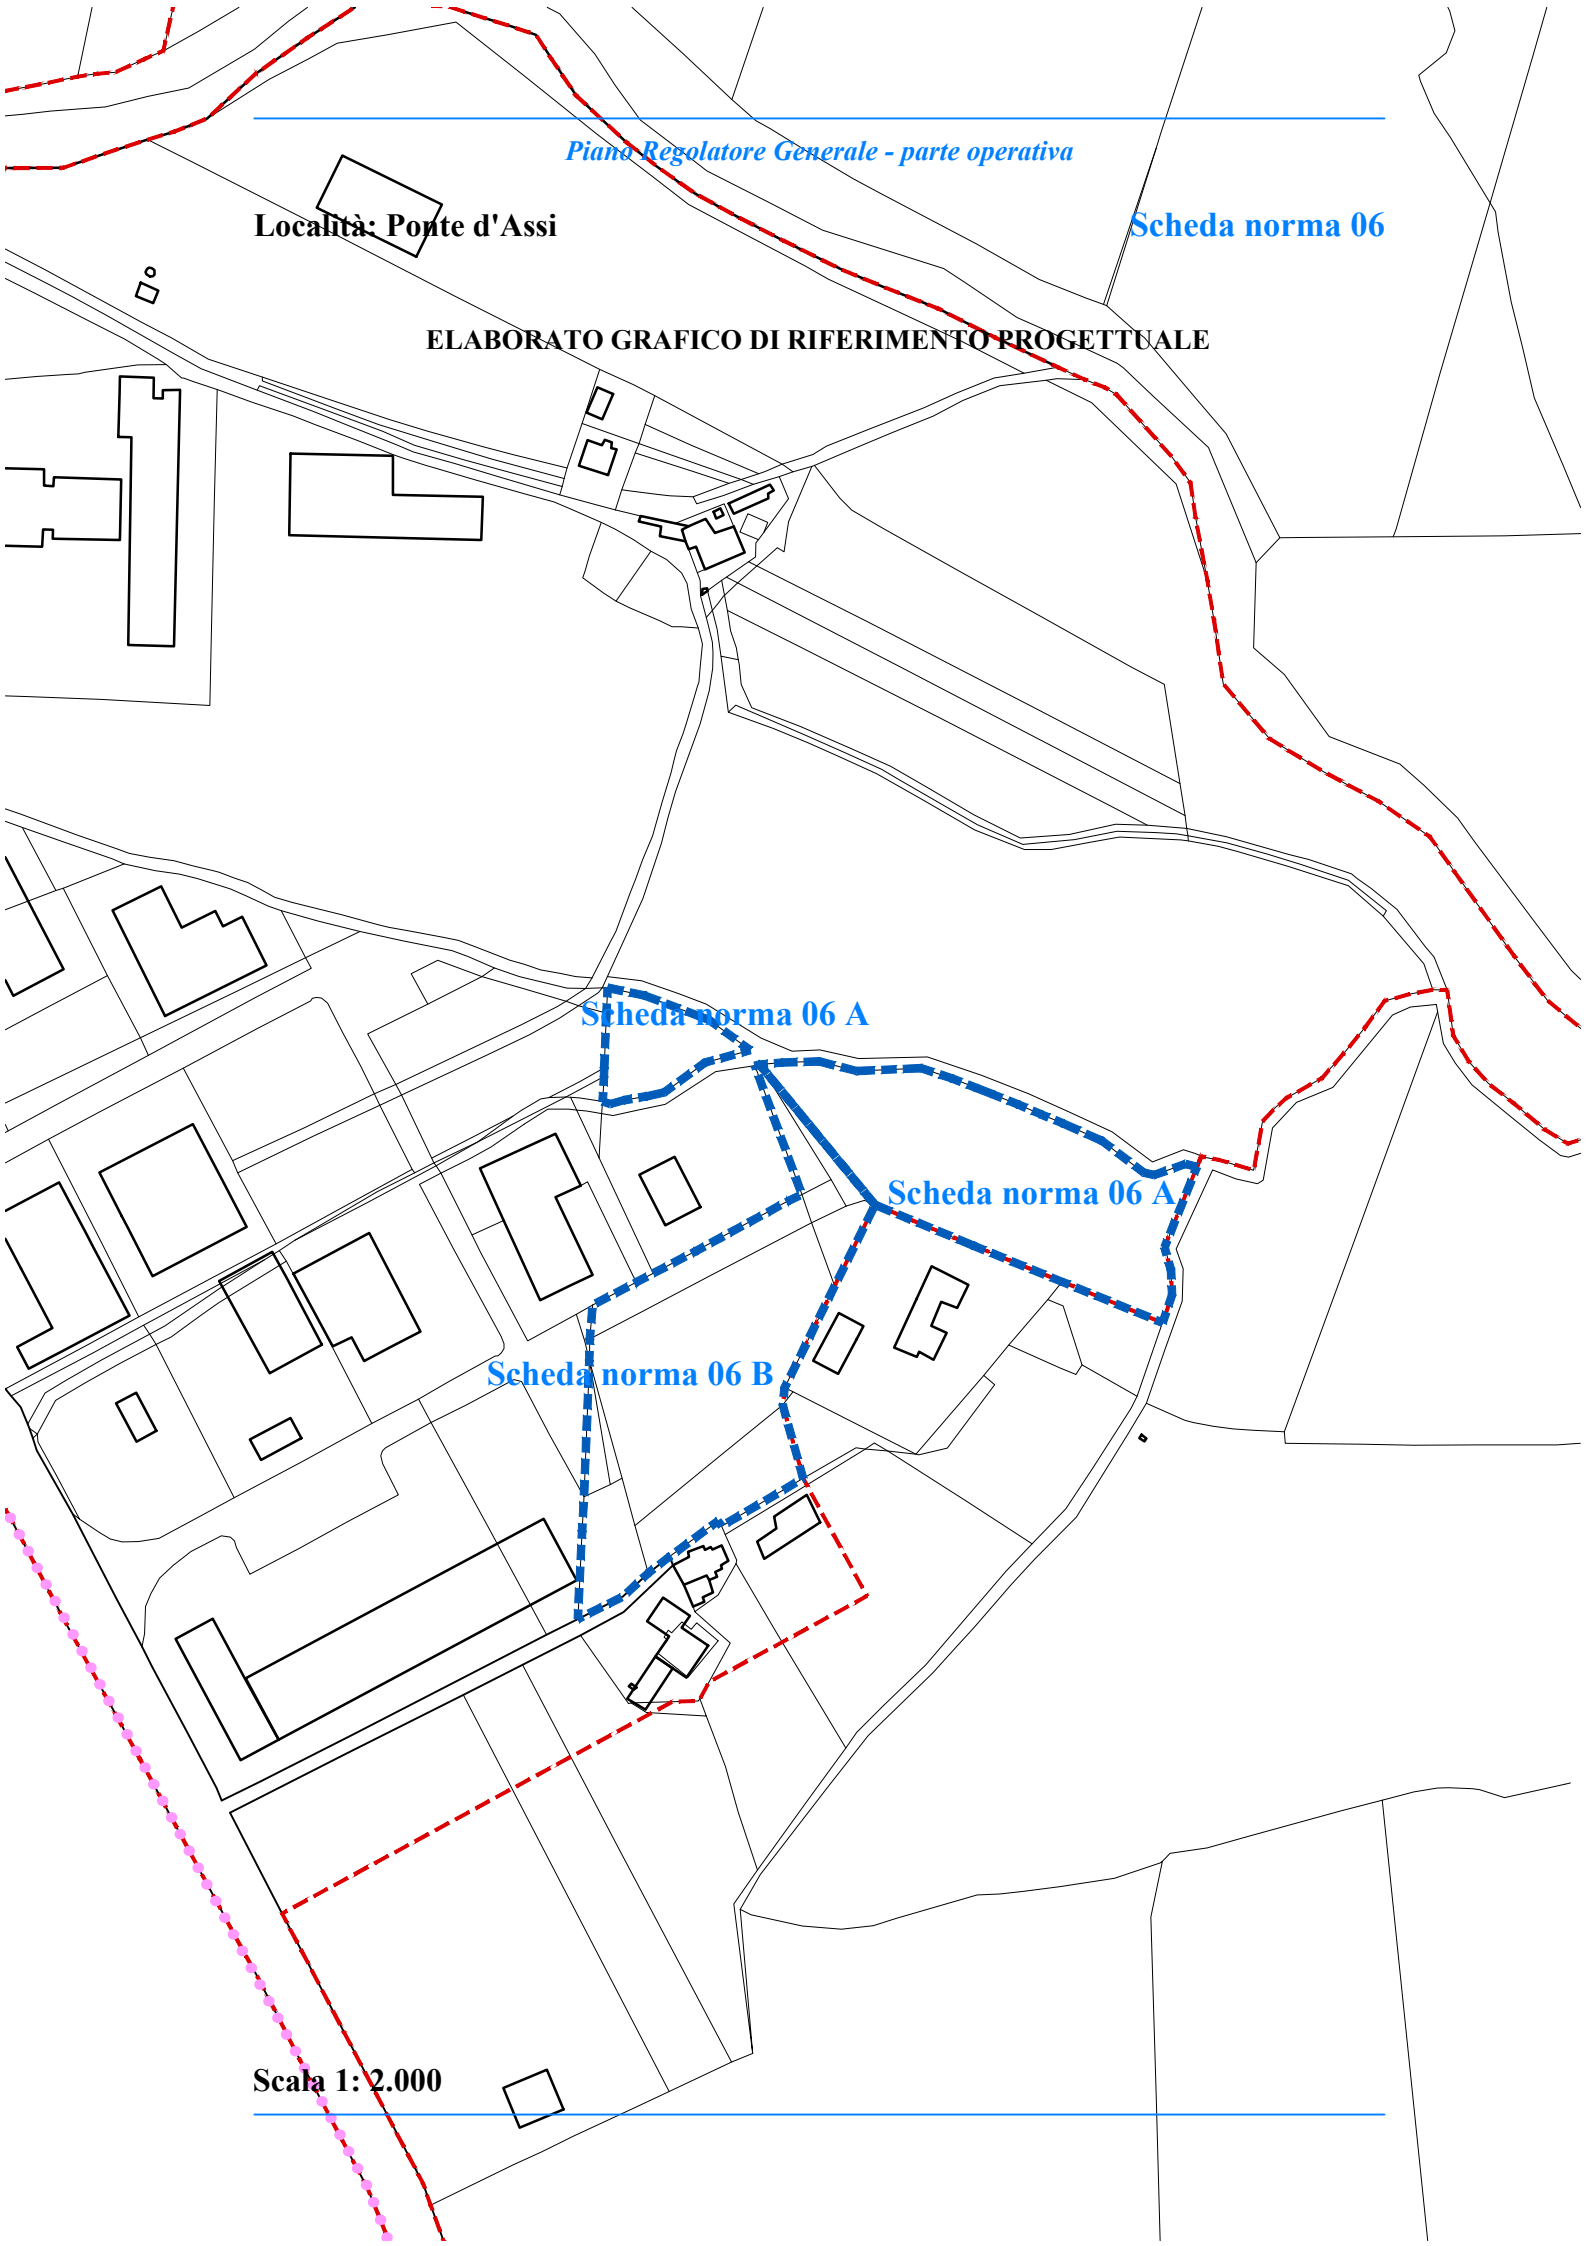 Piano Regolatore Generale - parte operativa
Località: Ponte d'Assi
Scheda norma 06
ELABORATO GRAFICO DI RIFERIMENTO PROGETTUALE
Scheda norma 06 A
Scheda norma 06 A
Scheda norma 06 B
Scala 1: 2.000